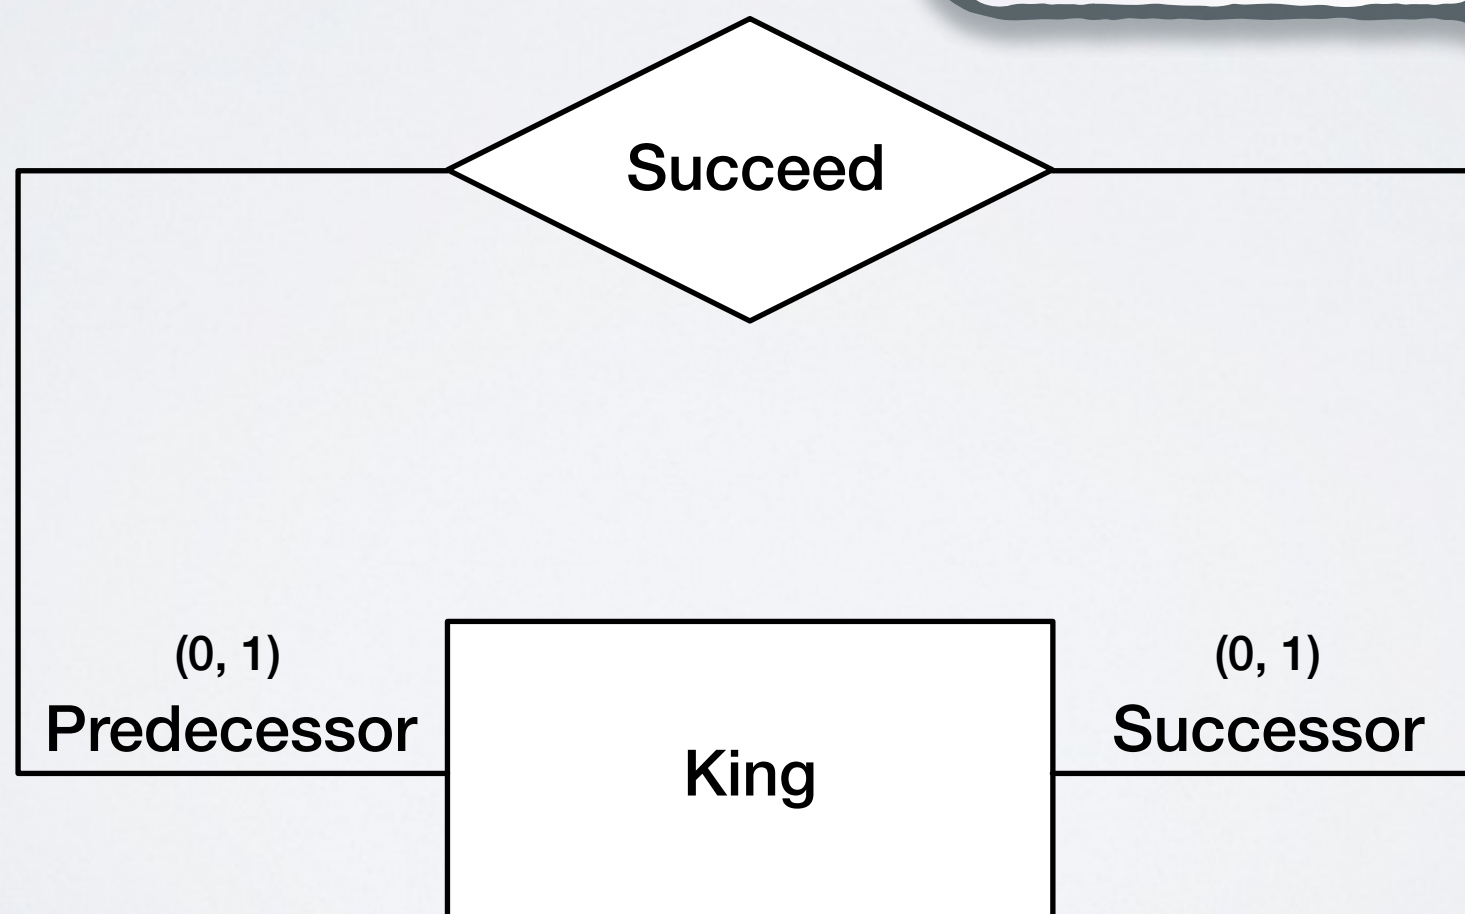 Succeed
(0, 1)
Predecessor
King
(0, 1)
Successor